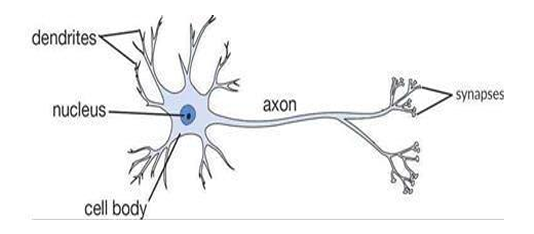 dendrites
nucleus
axon
synapses
cell body